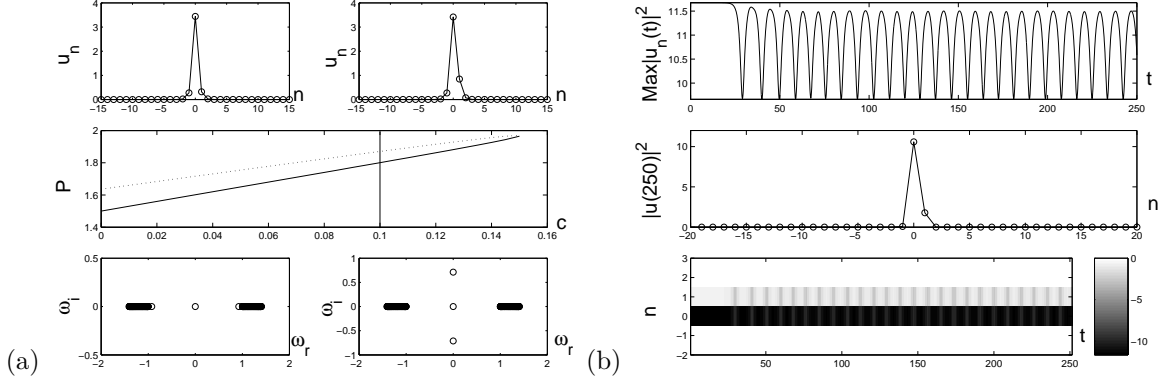 4
3
2
1
0
u_n
−15 −10 −5 0 5 10 15
n
4
3
2
1
0
u_n
−15 −10 −5 0 5 10 15
n
2
1.8
1.6
1.4
P
0 0.02 0.04 0.06 0.08 0.1 0.12 0.14 0.16
c
0.5
0
−0.5
ω_i
−2 −1 0 1 2
ω_r
1
0.5
0
−0.5
−1
ω_i
−2 −1 0 1 2
ω_r
(a)
11.5
11
10.5
10
Max|u_n(t)|^2
50 100 150 200 250
t
10
5
0
|u(250)|^2
−20 −15 −10 −5 0 5 10 15 20
n
3
2
1
0
−1
−2
n
50 100 150 200 250
t
0
−5
−10
(b)